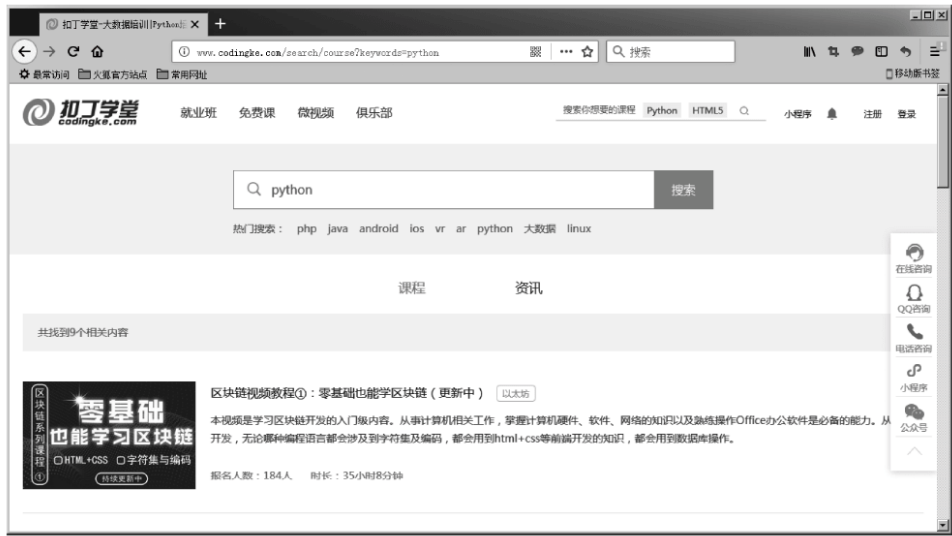 扣丁学堂-大数据培训|Python培
www.codingke.com/search/course?keywords=python
搜索
最常访问 火狐官方站点 常用网址
移动版书签
扣丁学堂
codingke.com
就业班 免费课 微视频 俱乐部
搜索你想要的课程 Python HTML5
小程序 注册 登录
python
搜索
热门搜索： php java android ios vr ar python 大数据 linux
课程 资讯
共找到9个相关内容
区块链系列课程①
零基础
也能学习区块链
HTML+CSS 字符集与编码
持续更新中
区块链视频教程①：零基础也能学区块链（更新中） 以太坊
本视频是学习区块链开发的入门级内容。从事计算机相关工作，掌握计算机硬件、软件、网络的知识以及熟练操作Office办公软件是必备的能力。从
开发，无论哪种编程语言都会涉及到字符集及编码，都会用到html+css等前端开发的知识，都会用到数据库操作。
报名人数：184人 时长：35小时8分钟
在线咨询
QQ咨询
电话咨询
小程序
公众号